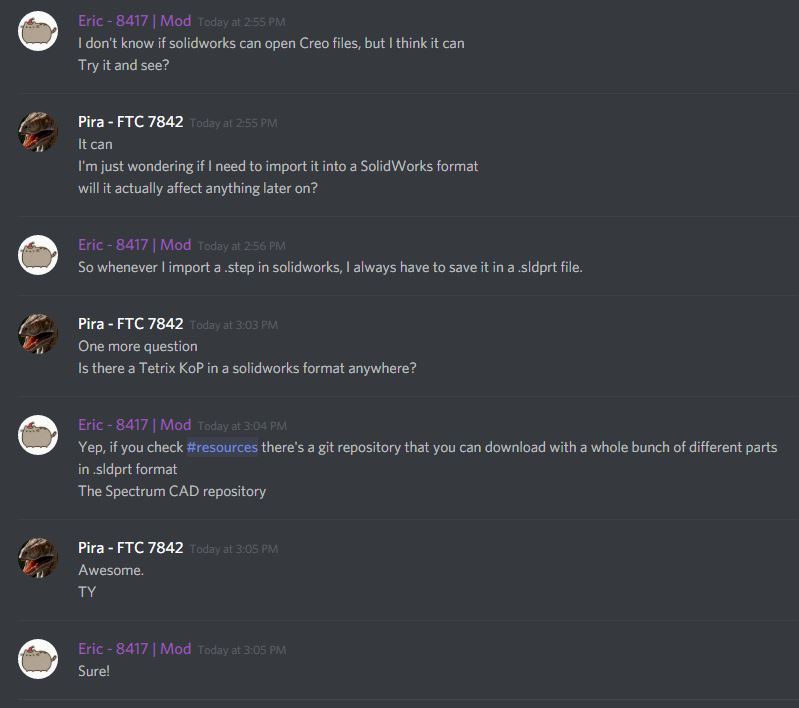 Eric - 8417 | Mod Today at 2:55 PM
I don't know if solidworks can open Creo files, but I think it can
Try it and see?
Pira - FTC 7842 Today at 2:55 PM
It can
I'm just wondering if I need to import it into a SolidWorks format
will it actually affect anything later on?
Eric - 8417 | Mod Today at 2:56 PM
So whenever I import a .step in solidworks, I always have to save it in a .sldprt file.
Pira - FTC 7842 Today at 3:03 PM
One more question
Is there a Tetrix KoP in a solidworks format anywhere?
Eric - 8417 | Mod Today at 3:04 PM
Yep, if you check #resources there's a git repository that you can download with a whole bunch of different parts
in .sldprt format
The Spectrum CAD repository
Pira - FTC 7842 Today at 3:05 PM
Awesome.
TY
Eric - 8417 | Mod Today at 3:05 PM
Sure!